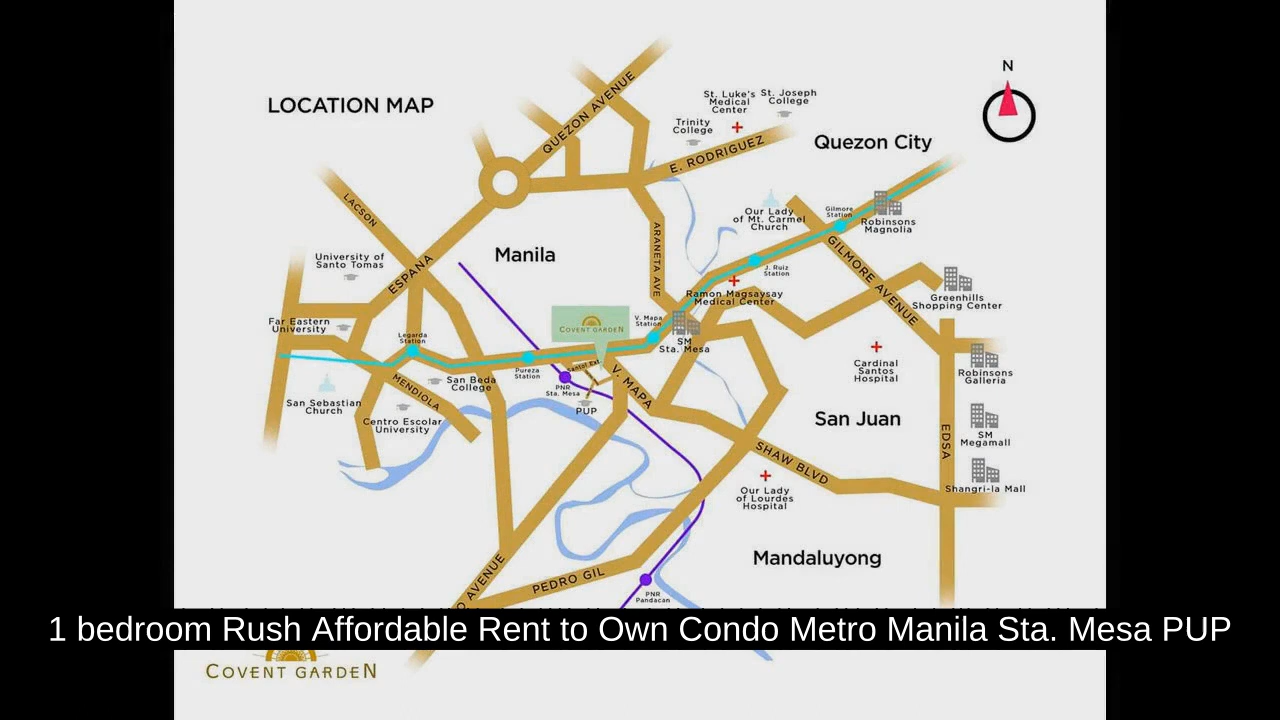 N
LOCATION MAP
QUEZON AVENUE
St. Luke's
Medical
Center
St. Joseph
College
Trinity
College
E. RODRIGUEZ
Quezon City
LACSON
Our Lady
of Mt. Carmel
Church
Gilmore
Station
Robinsons
Magnolia
University of
Santo Tomas
ESPANA
Manila
ARANETA AVE
J. Ruiz
Station
GILMORE AVENUE
Ramon Magsaysay
Medical Center
Greenhills
Shopping Center
Far Eastern
University
Legarda
Station
COVENT GARDEN
V. Mapa
Station
SM
Sta. Mesa
Pureza
Station
Santol Ext
San Beda
College
MENDIOLA
PNR
Sta. Mesa
PUP
V. MAPA
Cardinal
Santos
Hospital
Robinsons
Galleria
San Sebastian
Church
Centro Escolar
University
San Juan
EDSA
SM
Megamall
SHAW BLVD
Shangri-la Mall
Our Lady
of Lourdes
Hospital
Mandaluyong
O AVENUE
PEDRO GIL
PNR
Pandacan
1 bedroom Rush Affordable Rent to Own Condo Metro Manila Sta. Mesa PUP
COVENT GARDEN